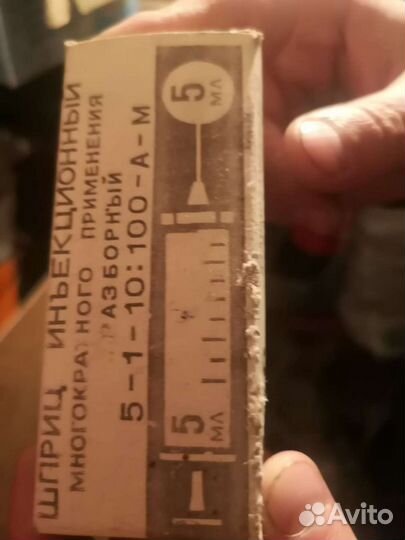 ШПРИЦ ИНЪЕКЦИОННЫЙ
МНОГОКРАТНОГО ПРИМЕНЕНИЯ
РАЗБОРНЫЙ
5-1-10:100-А-М
5
МЛ
5
МЛ
Avito